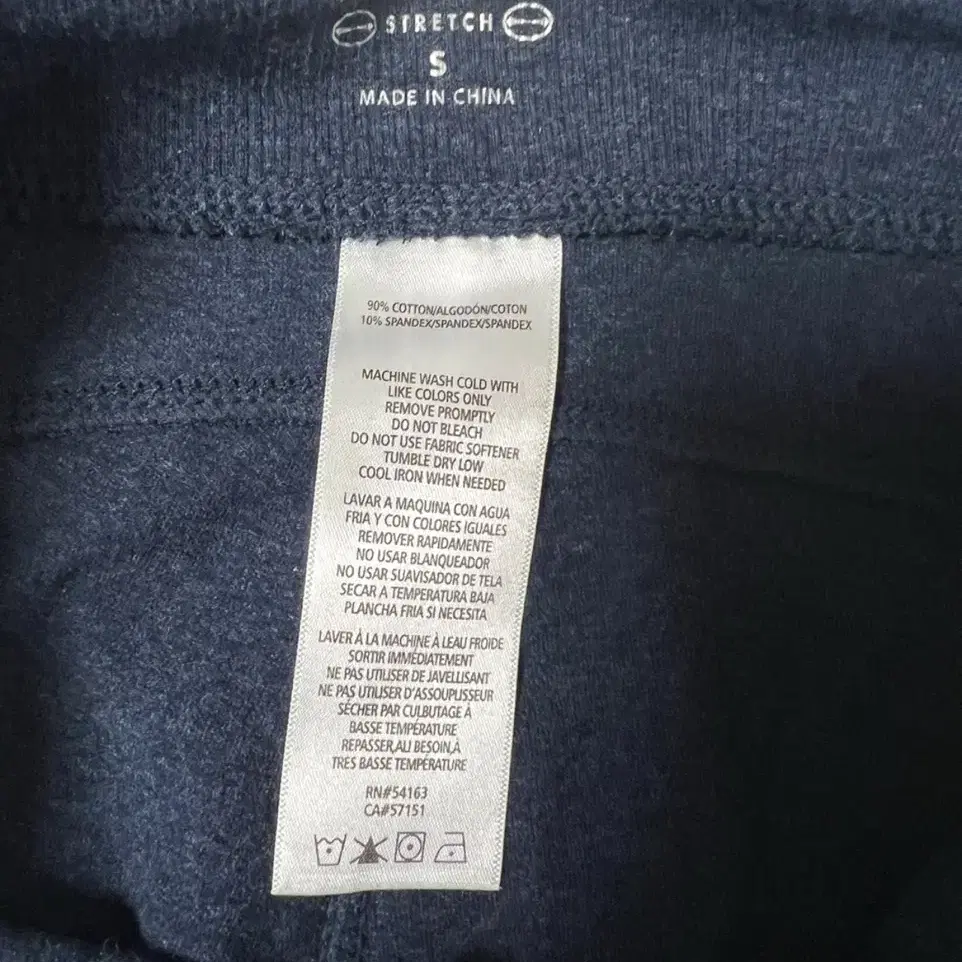 STRETCH
S
MADE IN CHINA
90% COTTON/ALGODÓN/COTON
10% SPANDEX/SPANDEX/SPANDEX
MACHINE WASH COLD WITH
LIKE COLORS ONLY
REMOVE PROMPTLY
DO NOT BLEACH
DO NOT USE FABRIC SOFTENER
TUMBLE DRY LOW
COOL IRON WHEN NEEDED
LAVAR A MAQUINA CON AGUA
FRIA Y CON COLORES IGUALES
REMOVER RAPIDAMENTE
NO USAR BLANQUEADOR
NO USAR SUAVISADOR DE TELA
SECAR A TEMPERATURA BAJA
PLANCHA FRIA SI NECESITA
LAVER À LA MACHINE À LEAU FROIDE
SORTIR IMMÉDIATEMENT
NE PAS UTILISER DE JAVELLISANT
NE PAS UTILISER D'ASSOUPLISSEUR
SÉCHER PAR CULBUTAGE À
BASSE TEMPÉRATURE
REPASSER,AU BESOIN,À
TRES BASSE TEMPÉRATURE
RN#54163
CA#57151